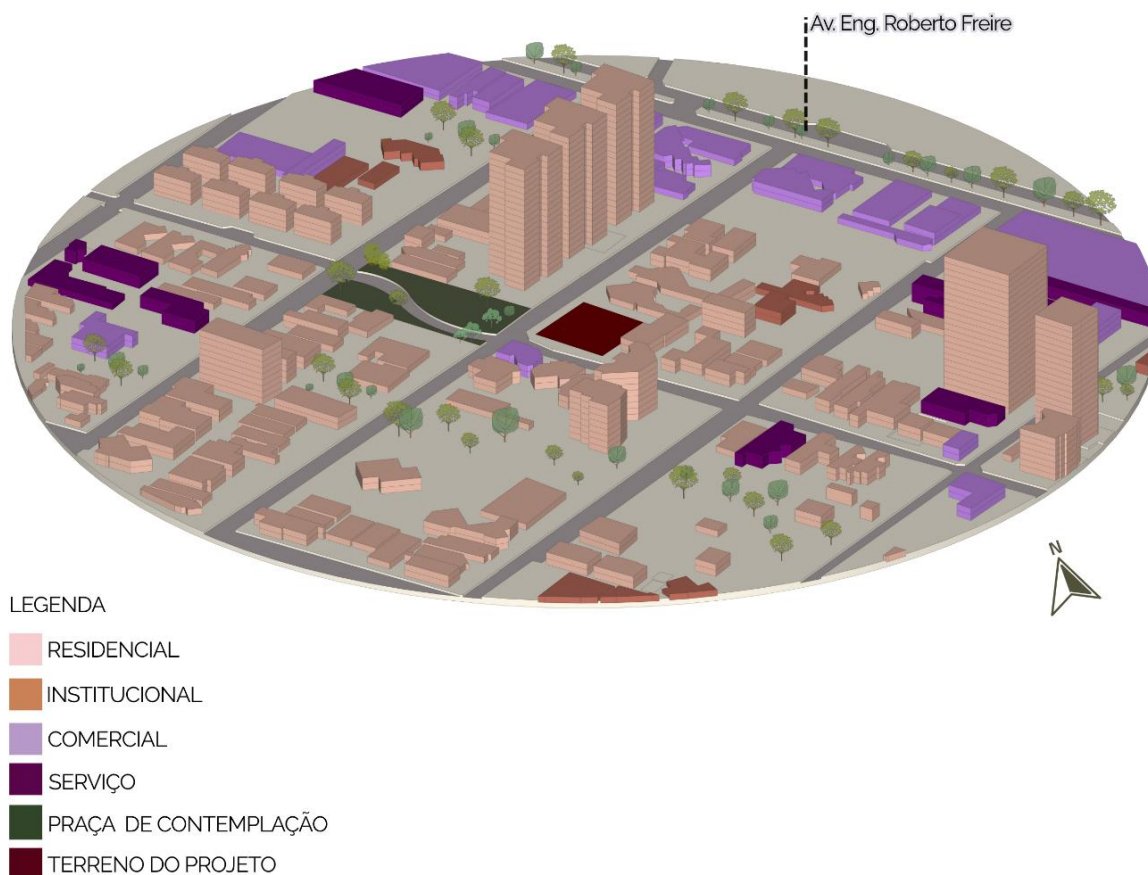 Av. Eng. Roberto Freire
N
LEGENDA
RESIDENCIAL
INSTITUCIONAL
COMERCIAL
SERVIÇO
PRAÇA DE CONTEMPLAÇÃO
TERRENO DO PROJETO